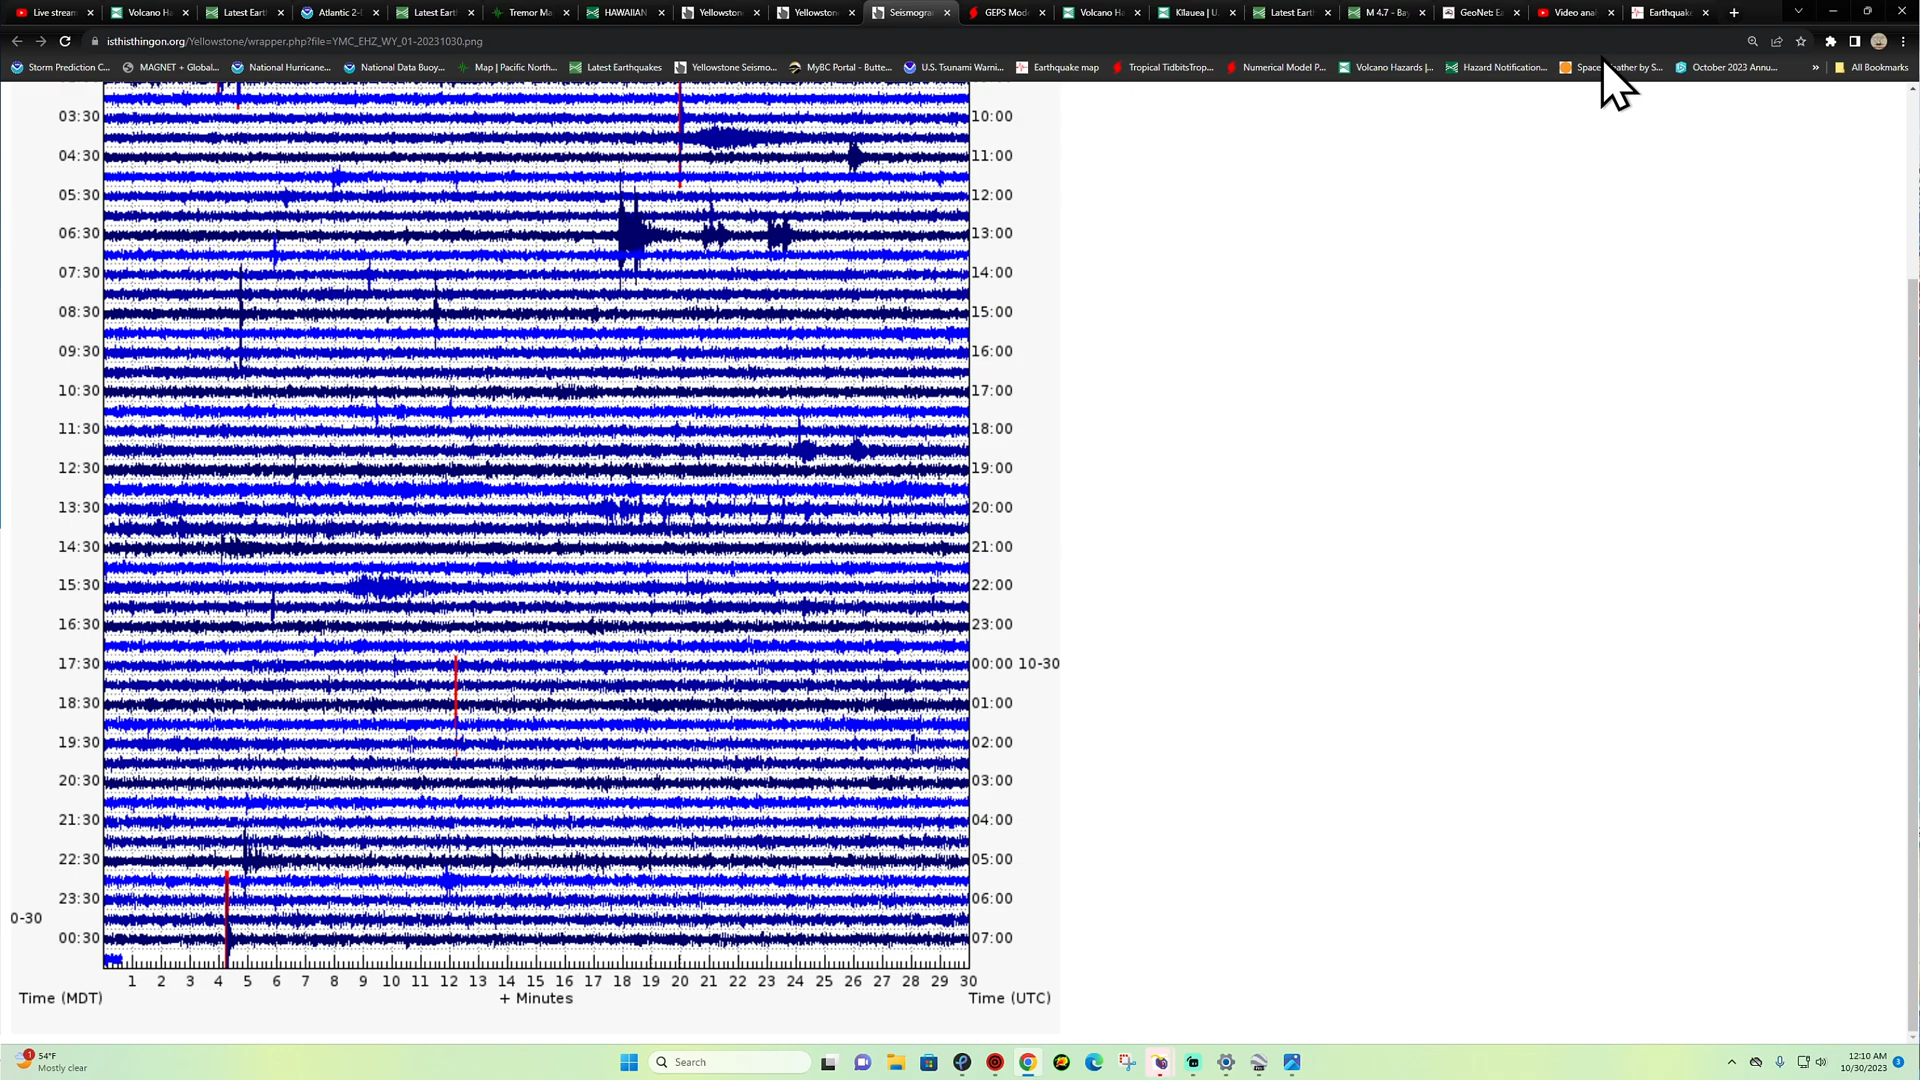 Live stream
Volcano Ha
Latest Eart
Atlantic 2-D
Latest Eart
Tremor Ma
HAWAIIAN
Yellowstone
Yellowstone
Seismogra
GEPS Mode
Volcano Ha
Kilauea | U.
Latest Eart
M 4.7 - Ba
GeoNet: Ea
Video analy
Earthquake
isthisthingon.org/Yellowstone/wrapper.php?file=YMC_EHZ_WY_01-20231030.png
Storm Prediction C...
MAGNET + Global...
National Hurricane...
National Data Buoy...
Map | Pacific North...
Latest Earthquakes
Yellowstone Seismo...
MyBC Portal - Butte...
U.S. Tsunami Warni...
Earthquake map
Tropical TidbitsTrop...
Numerical Model P...
Volcano Hazards |...
Hazard Notification...
October 2023 Annu...
»
All Bookmarks
03:30 10:00
04:30 11:00
05:30 12:00
06:30 13:00
07:30 14:00
08:30 15:00
09:30 16:00
10:30 17:00
11:30 18:00
12:30 19:00
13:30 20:00
14:30 21:00
15:30 22:00
16:30 23:00
17:30 00:00 10-30
18:30 01:00
19:30 02:00
20:30 03:00
21:30 04:00
22:30 05:00
23:30 06:00
0-30
00:30 07:00
1 2 3 4 5 6 7 8 9 10 11 12 13 14 15 16 17 18 19 20 21 22 23 24 25 26 27 28 29 30
Time (MDT) + Minutes Time (UTC)
1
54°F
Mostly clear
Search
12:10 AM
10/30/2023
3